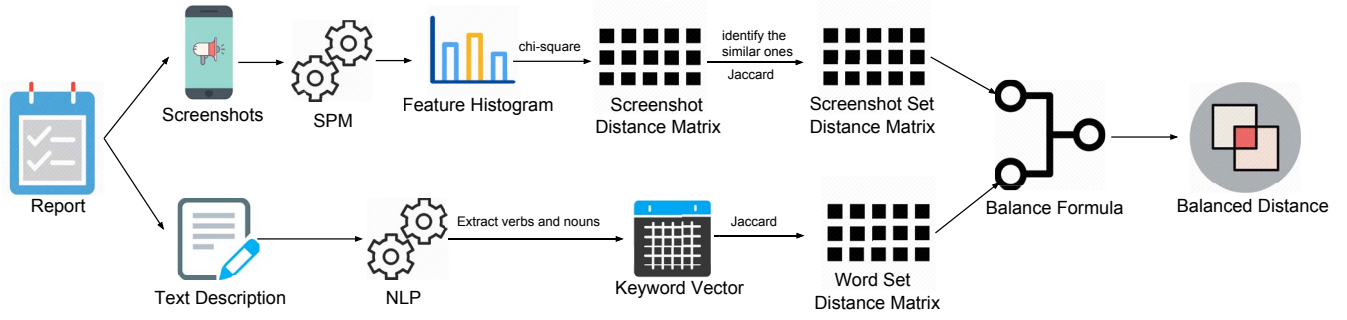 Report
Screenshots
SPM
Feature Histogram
chi-square
Screenshot
Distance Matrix
identify the
similar ones
Jaccard
Screenshot Set
Distance Matrix
Text Description
NLP
Extract verbs and nouns
Keyword Vector
Jaccard
Word Set
Distance Matrix
Balance Formula
Balanced Distance